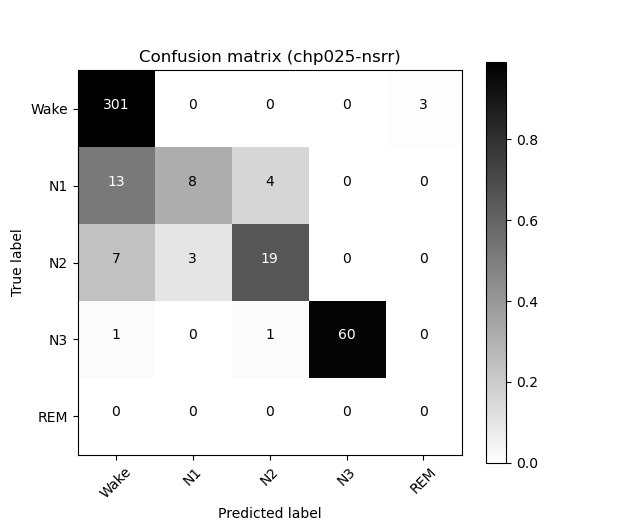 Confusion matrix (chp025-nsrr)
Wake 301 0 0 0 3
N1 13 8 4 0 0
N2 7 3 19 0 0
N3 1 0 1 60 0
REM 0 0 0 0 0
Wake N1 N2 N3 REM
True label
Predicted label
0.8
0.6
0.4
0.2
0.0